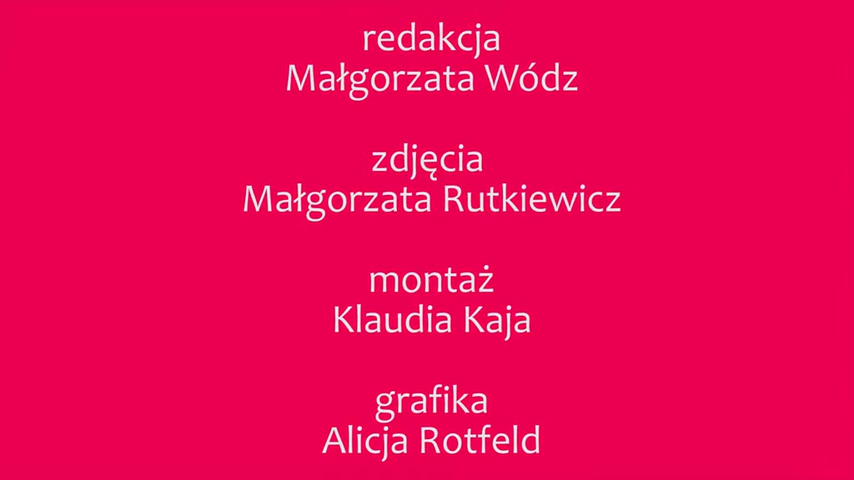 redakcja
Małgorzata Wódz
zdjęcia
Małgorzata Rutkiewicz
montaż
Klaudia Kaja
grafika
Alicja Rotfeld